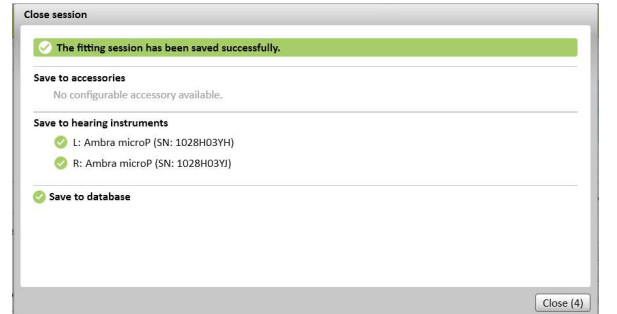 Close session
The fitting session has been saved successfully.
Save to accessories
No configurable accessory available.
Save to hearing instruments
L: Ambra microP (SN: 1028H03YH)
R: Ambra microP (SN: 1028H03YJ)
Save to database
Close (4)